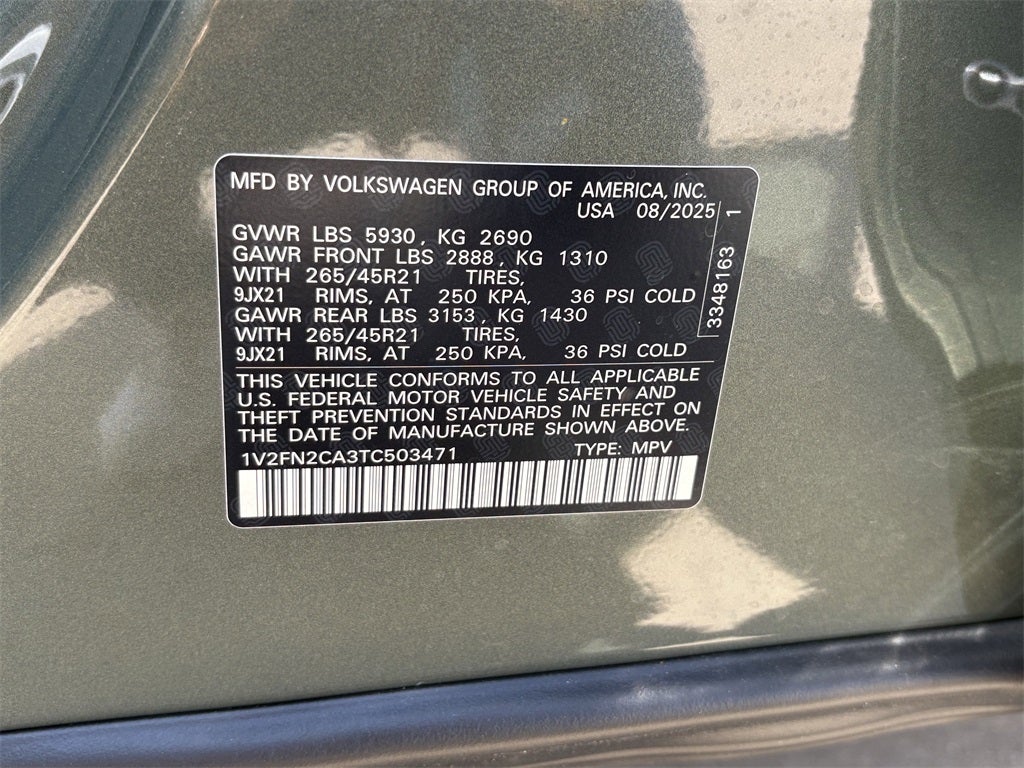 MFD BY VOLKSWAGEN GROUP OF AMERICA, INC.
USA 08/2025
GVWR LBS 5930, KG 2690
GAWR FRONT LBS 2888, KG 1310
WITH 265/45R21 TIRES,
9JX21 RIMS, AT 250 KPA, 36 PSI COLD
GAWR REAR LBS 3153, KG 1430
WITH 265/45R21 TIRES,
9JX21 RIMS, AT 250 KPA, 36 PSI COLD
3348163 1
THIS VEHICLE CONFORMS TO ALL APPLICABLE
U.S. FEDERAL MOTOR VEHICLE SAFETY AND
THEFT PREVENTION STANDARDS IN EFFECT ON
THE DATE OF MANUFACTURE SHOWN ABOVE.
1V2FN2CA3TC503471 TYPE: MPV